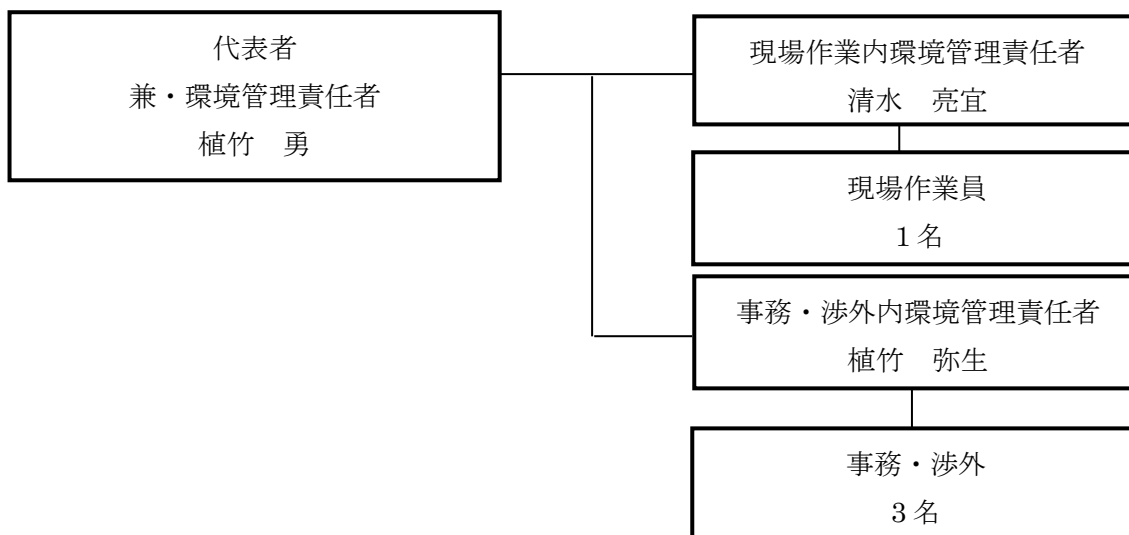 代表者
兼・環境管理責任者
植竹　勇
現場作業内環境管理責任者
清水　亮宜
現場作業員
１名
事務・渉外内環境管理責任者
植竹　弥生
事務・渉外
３名